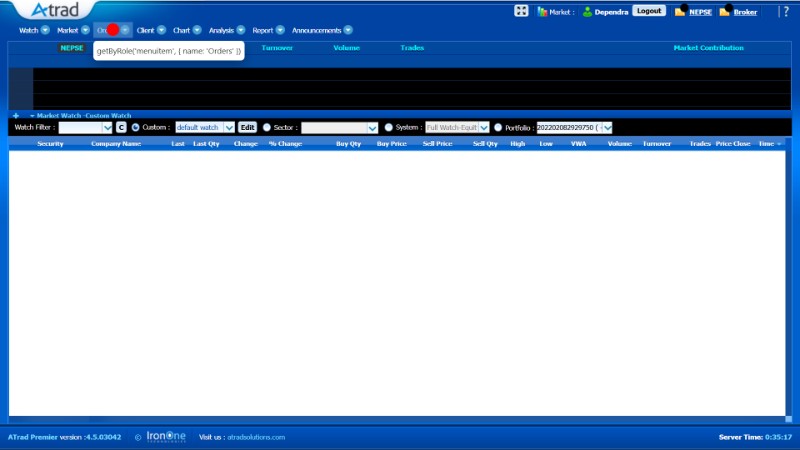 Atrad
Market : Dependra Logout NEPSE Broker ?
Watch Market Client Chart Analysis Report Announcements
getByRole('menuitem', { name: 'Orders' })
NEPSE Turnover Volume Trades Market Contribution
Market Watch -Custom Watch
Watch Filter : C Custom : default watch Edit Sector : System : Full Watch-Equit Portfolio : 202202082929750 ( -
Security Company Name Last Last Qty Change % Change Buy Qty Buy Price Sell Price Sell Qty High Low VWA Volume Turnover Trades Price Close Time
ATrad Premier version :4.5.03042 © IronOne TECHNOLOGIES Visit us : atradsolutions.com Server Time: 0:35:17